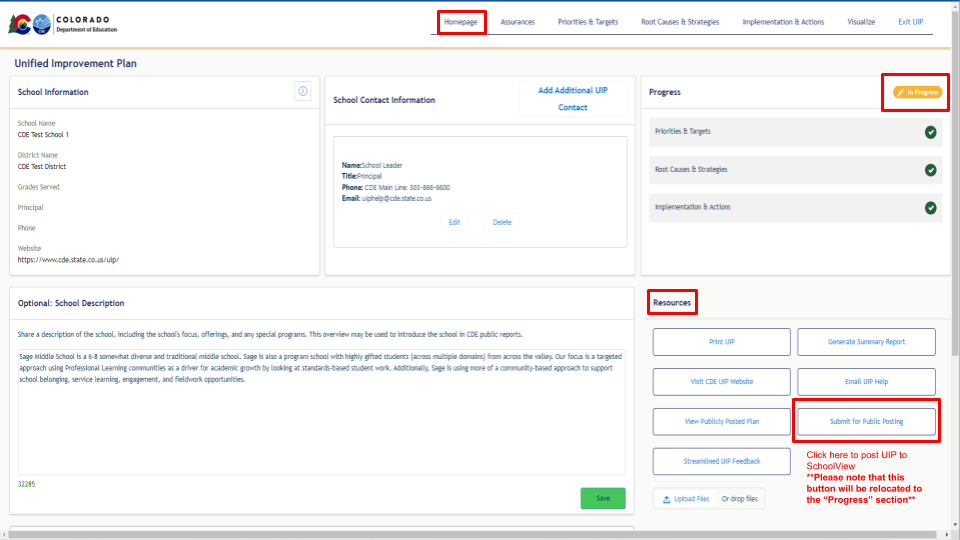 COLORADO
Department of Education
CDE
Homepage
Assurances
Priorities & Targets
Root Causes & Strategies
Implementation & Actions
Visualize
Exit UIP
Unified Improvement Plan
School Information
School Name
CDE Test School 1
District Name
CDE Test District
Grades Served
Principal
Phone
Website
https://www.cde.state.co.us/uip/
School Contact Information
Add Additional UIP
Contact
Name:School Leader
Title:Principal
Phone: CDE Main Line: 303-866-6600
Email: uiphelp@cde.state.co.us
Edit
Delete
Progress
In Progress
Priorities & Targets
Root Causes & Strategies
Implementation & Actions
Optional: School Description
Share a description of the school, including the school's focus, offerings, and any special programs. This overview may be used to introduce the school in CDE public reports.
Sage Middle School is a 6-8 somewhat diverse and traditional middle school. Sage is also a program school with highly gifted students (across multiple domains) from across the valley. Our focus is a targeted
approach using Professional Learning communities as a driver for academic growth by looking at standards-based student work. Additionally, Sage is using more of a community-based approach to support
school belonging, service learning, engagement, and fieldwork opportunities.
32285
Save
Resources
Print UIP
Generate Summary Report
Visit CDE UIP Website
Email UIP Help
View Publicly Posted Plan
Submit for Public Posting
Streamlined UIP Feedback
Upload Files
Or drop files
Click here to post UIP to
SchoolView
**Please note that this
button will be relocated to
the “Progress” section**